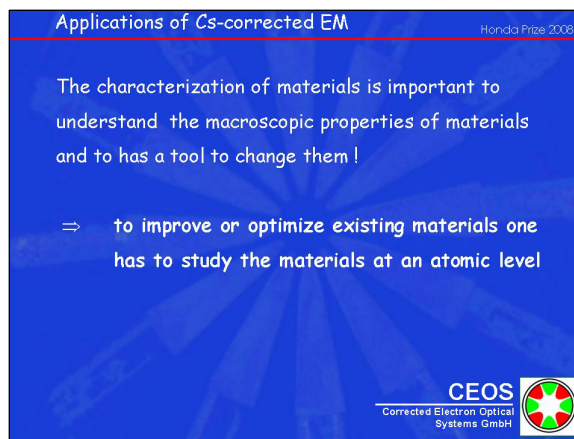 Applications of Cs-corrected EM
Honda Prize 2008
The characterization of materials is important to
understand the macroscopic properties of materials
and to has a tool to change them !
⇒ to improve or optimize existing materials one
has to study the materials at an atomic level
CEOS
Corrected Electron Optical
Systems GmbH